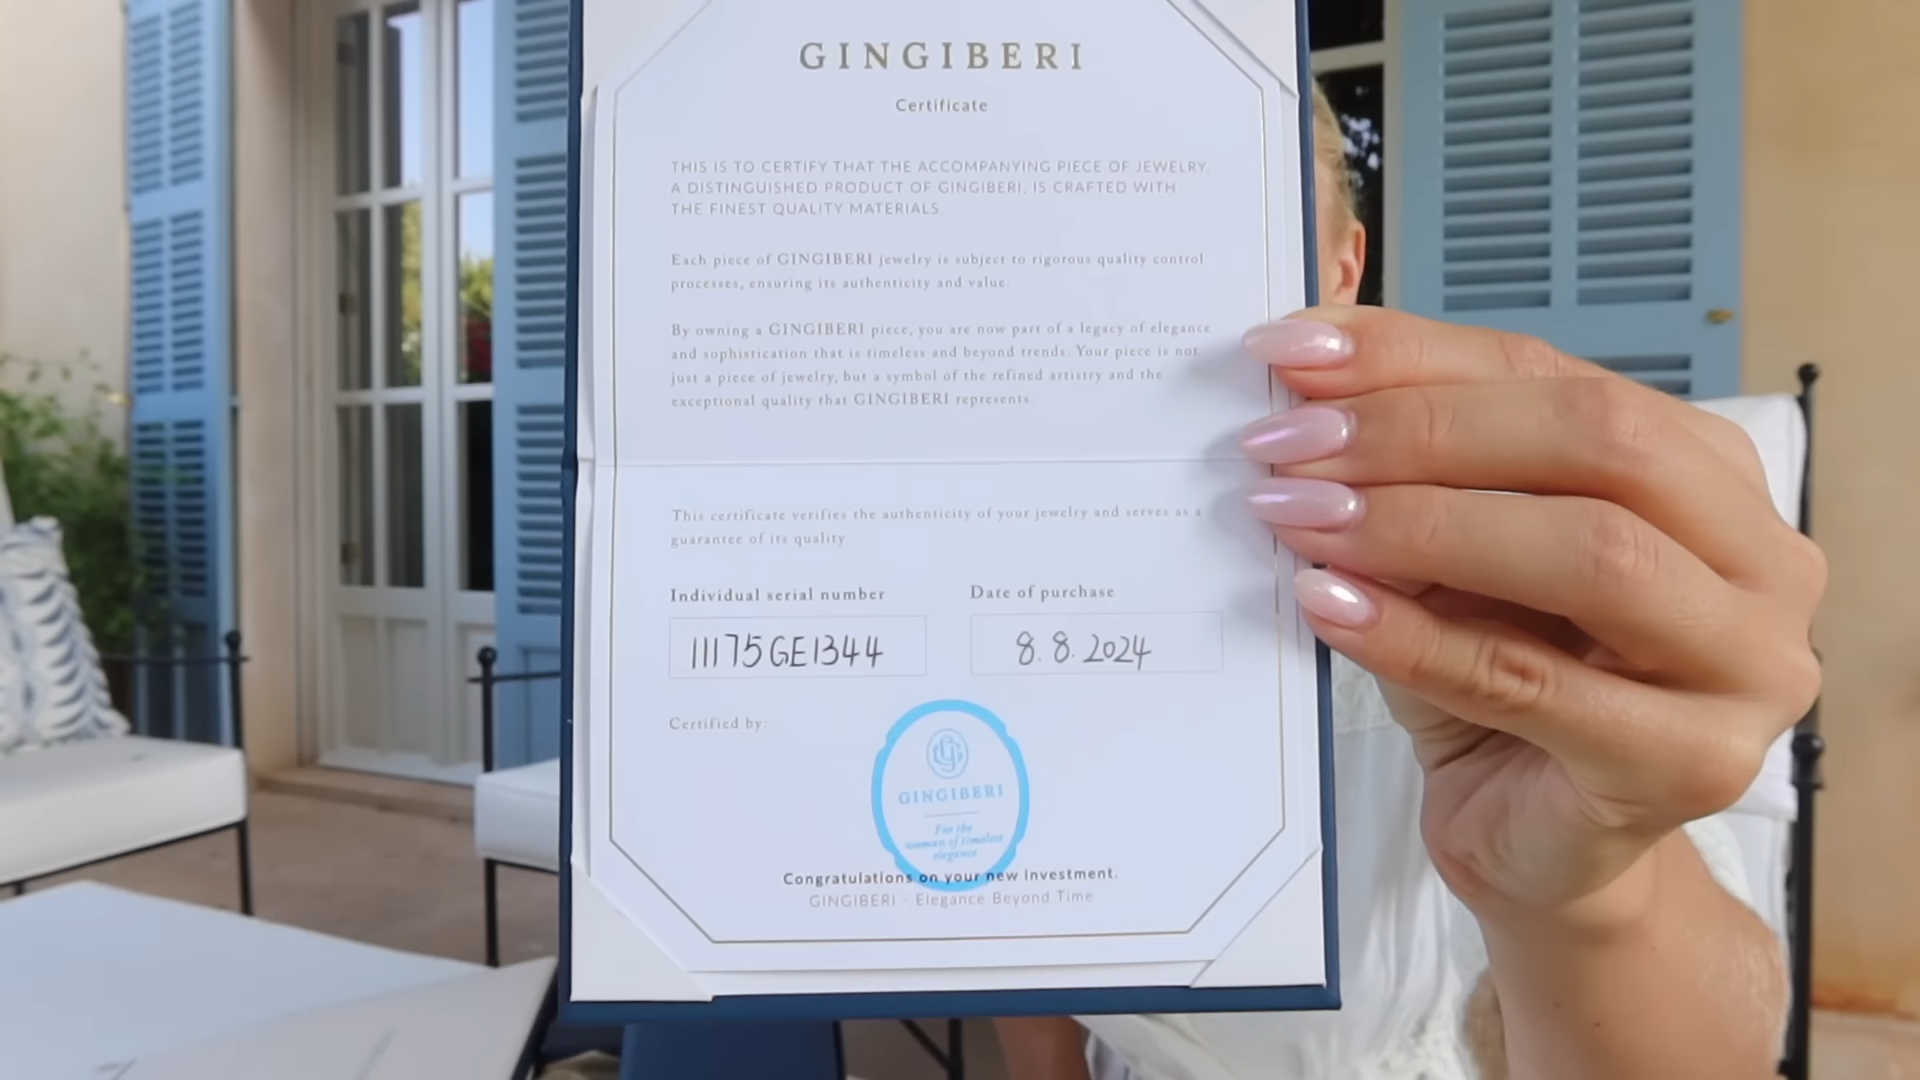 GINGIBERI
Certificate
THIS IS TO CERTIFY THAT THE ACCOMPANYING PIECE OF JEWELRY,
A DISTINGUISHED PRODUCT OF GINGIBERI, IS CRAFTED WITH
THE FINEST QUALITY MATERIALS.
Each piece of GINGIBERI jewelry is subject to rigorous quality control
processes, ensuring its authenticity and value.
By owning a GINGIBERI piece, you are now part of a legacy of elegance
and sophistication that is timeless and beyond trends. Your piece is not
just a piece of jewelry, but a symbol of the refined artistry and the
exceptional quality that GINGIBERI represents.
This certificate verifies the authenticity of your jewelry and serves as a
guarantee of its quality.
Individual serial number
11175GE1344
Date of purchase
8.8.2024
Certified by:
GINGIBERI
For the
woman of timeless
elegance
Congratulations on your new investment.
GINGIBERI - Elegance Beyond Time